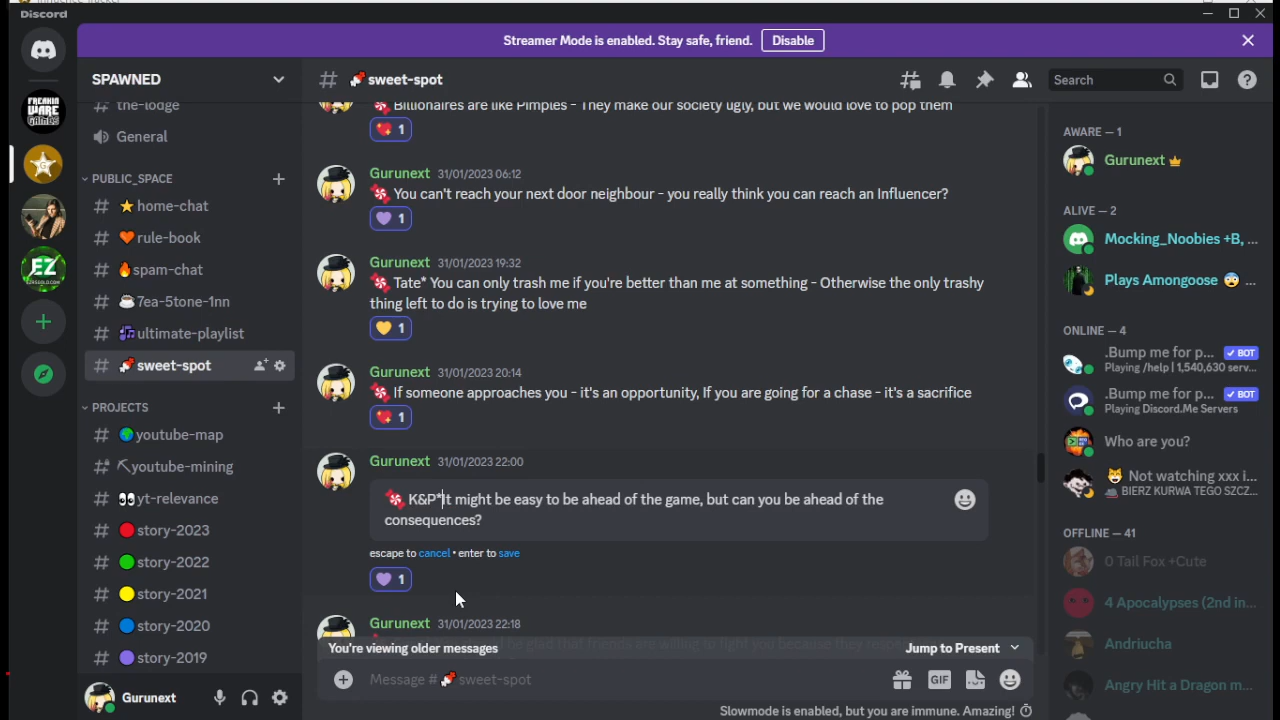 Discord
Streamer Mode is enabled. Stay safe, friend. Disable
FREAKIN
WARE
GAMES
EZ
SPAWNED
the-lodge
General
PUBLIC_SPACE
home-chat
rule-book
spam-chat
7ea-5tone-1nn
ultimate-playlist
sweet-spot
PROJECTS
youtube-map
youtube-mining
yt-relevance
story-2023
story-2022
story-2021
story-2020
story-2019
Gurunext
# sweet-spot
Search
Billionaires are like Pimples - They make our society ugly, but we would love to pop them
1
Gurunext 31/01/2023 06:12
You can't reach your next door neighbour - you really think you can reach an Influencer?
1
Gurunext 31/01/2023 19:32
Tate* You can only trash me if you're better than me at something - Otherwise the only trashy
thing left to do is trying to love me
1
Gurunext 31/01/2023 20:14
If someone approaches you - it's an opportunity, If you are going for a chase - it's a sacrifice
1
Gurunext 31/01/2023 22:00
K&P*It might be easy to be ahead of the game, but can you be ahead of the
consequences?
escape to cancel • enter to save
1
Gurunext 31/01/2023 22:18
You're viewing older messages Jump to Present
Message # sweet-spot
GIF
Slowmode is enabled, but you are immune. Amazing!
AWARE — 1
Gurunext
ALIVE — 2
Mocking_Noobies +B, ...
Plays Amongoose ...
ONLINE — 4
.Bump me for p... BOT
Playing /help | 1,540,630 serv...
.Bump me for p... BOT
Playing Discord.Me Servers
Who are you?
Not watching xxx i...
BIERZ KURWA TEGO SZCZ...
OFFLINE — 41
0 Tail Fox +Cute
4 Apocalypses (2nd in...
Andriucha
Angry Hit a Dragon m...